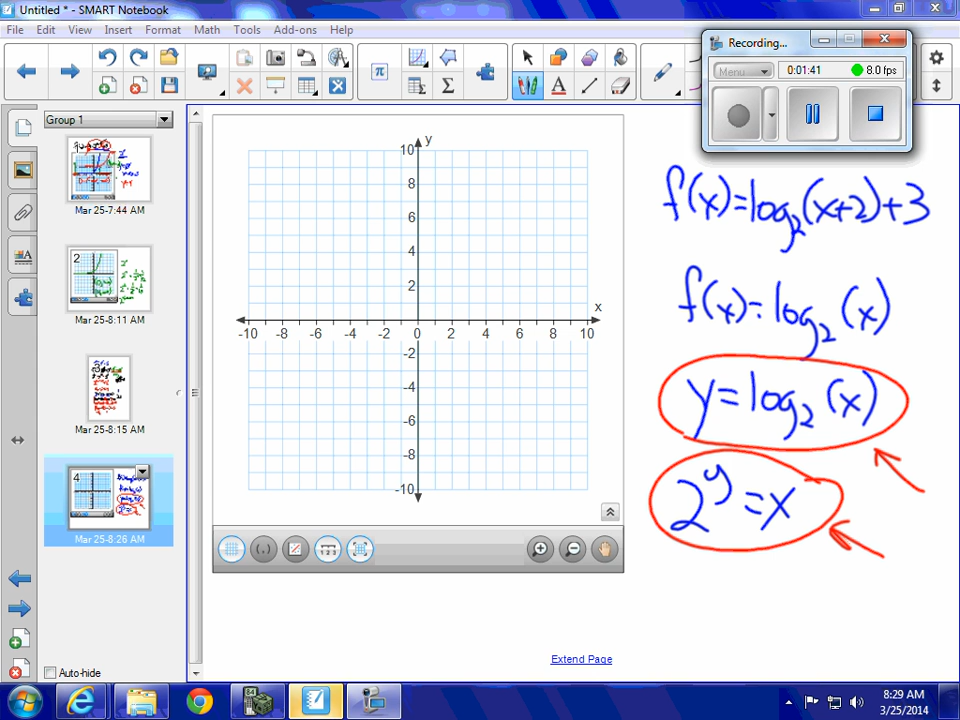 Untitled * - SMART Notebook
File Edit View Insert Format Math Tools Add-ons Help
Recording...
Menu
0:01:41
8.0 fps
Group 1
Mar 25-7:44 AM
2
Mar 25-8:11 AM
Mar 25-8:15 AM
4
Mar 25-8:26 AM
y
10
8
6
4
2
x
-10 -8 -6 -4 -2 0 2 4 6 8 10
-2
-4
-6
-8
-10
f(x)=log₂(x+2)+3
f(x)=log₂(x)
y=log₂(x)
2^y=x
Extend Page
Auto-hide
8:29 AM
3/25/2014